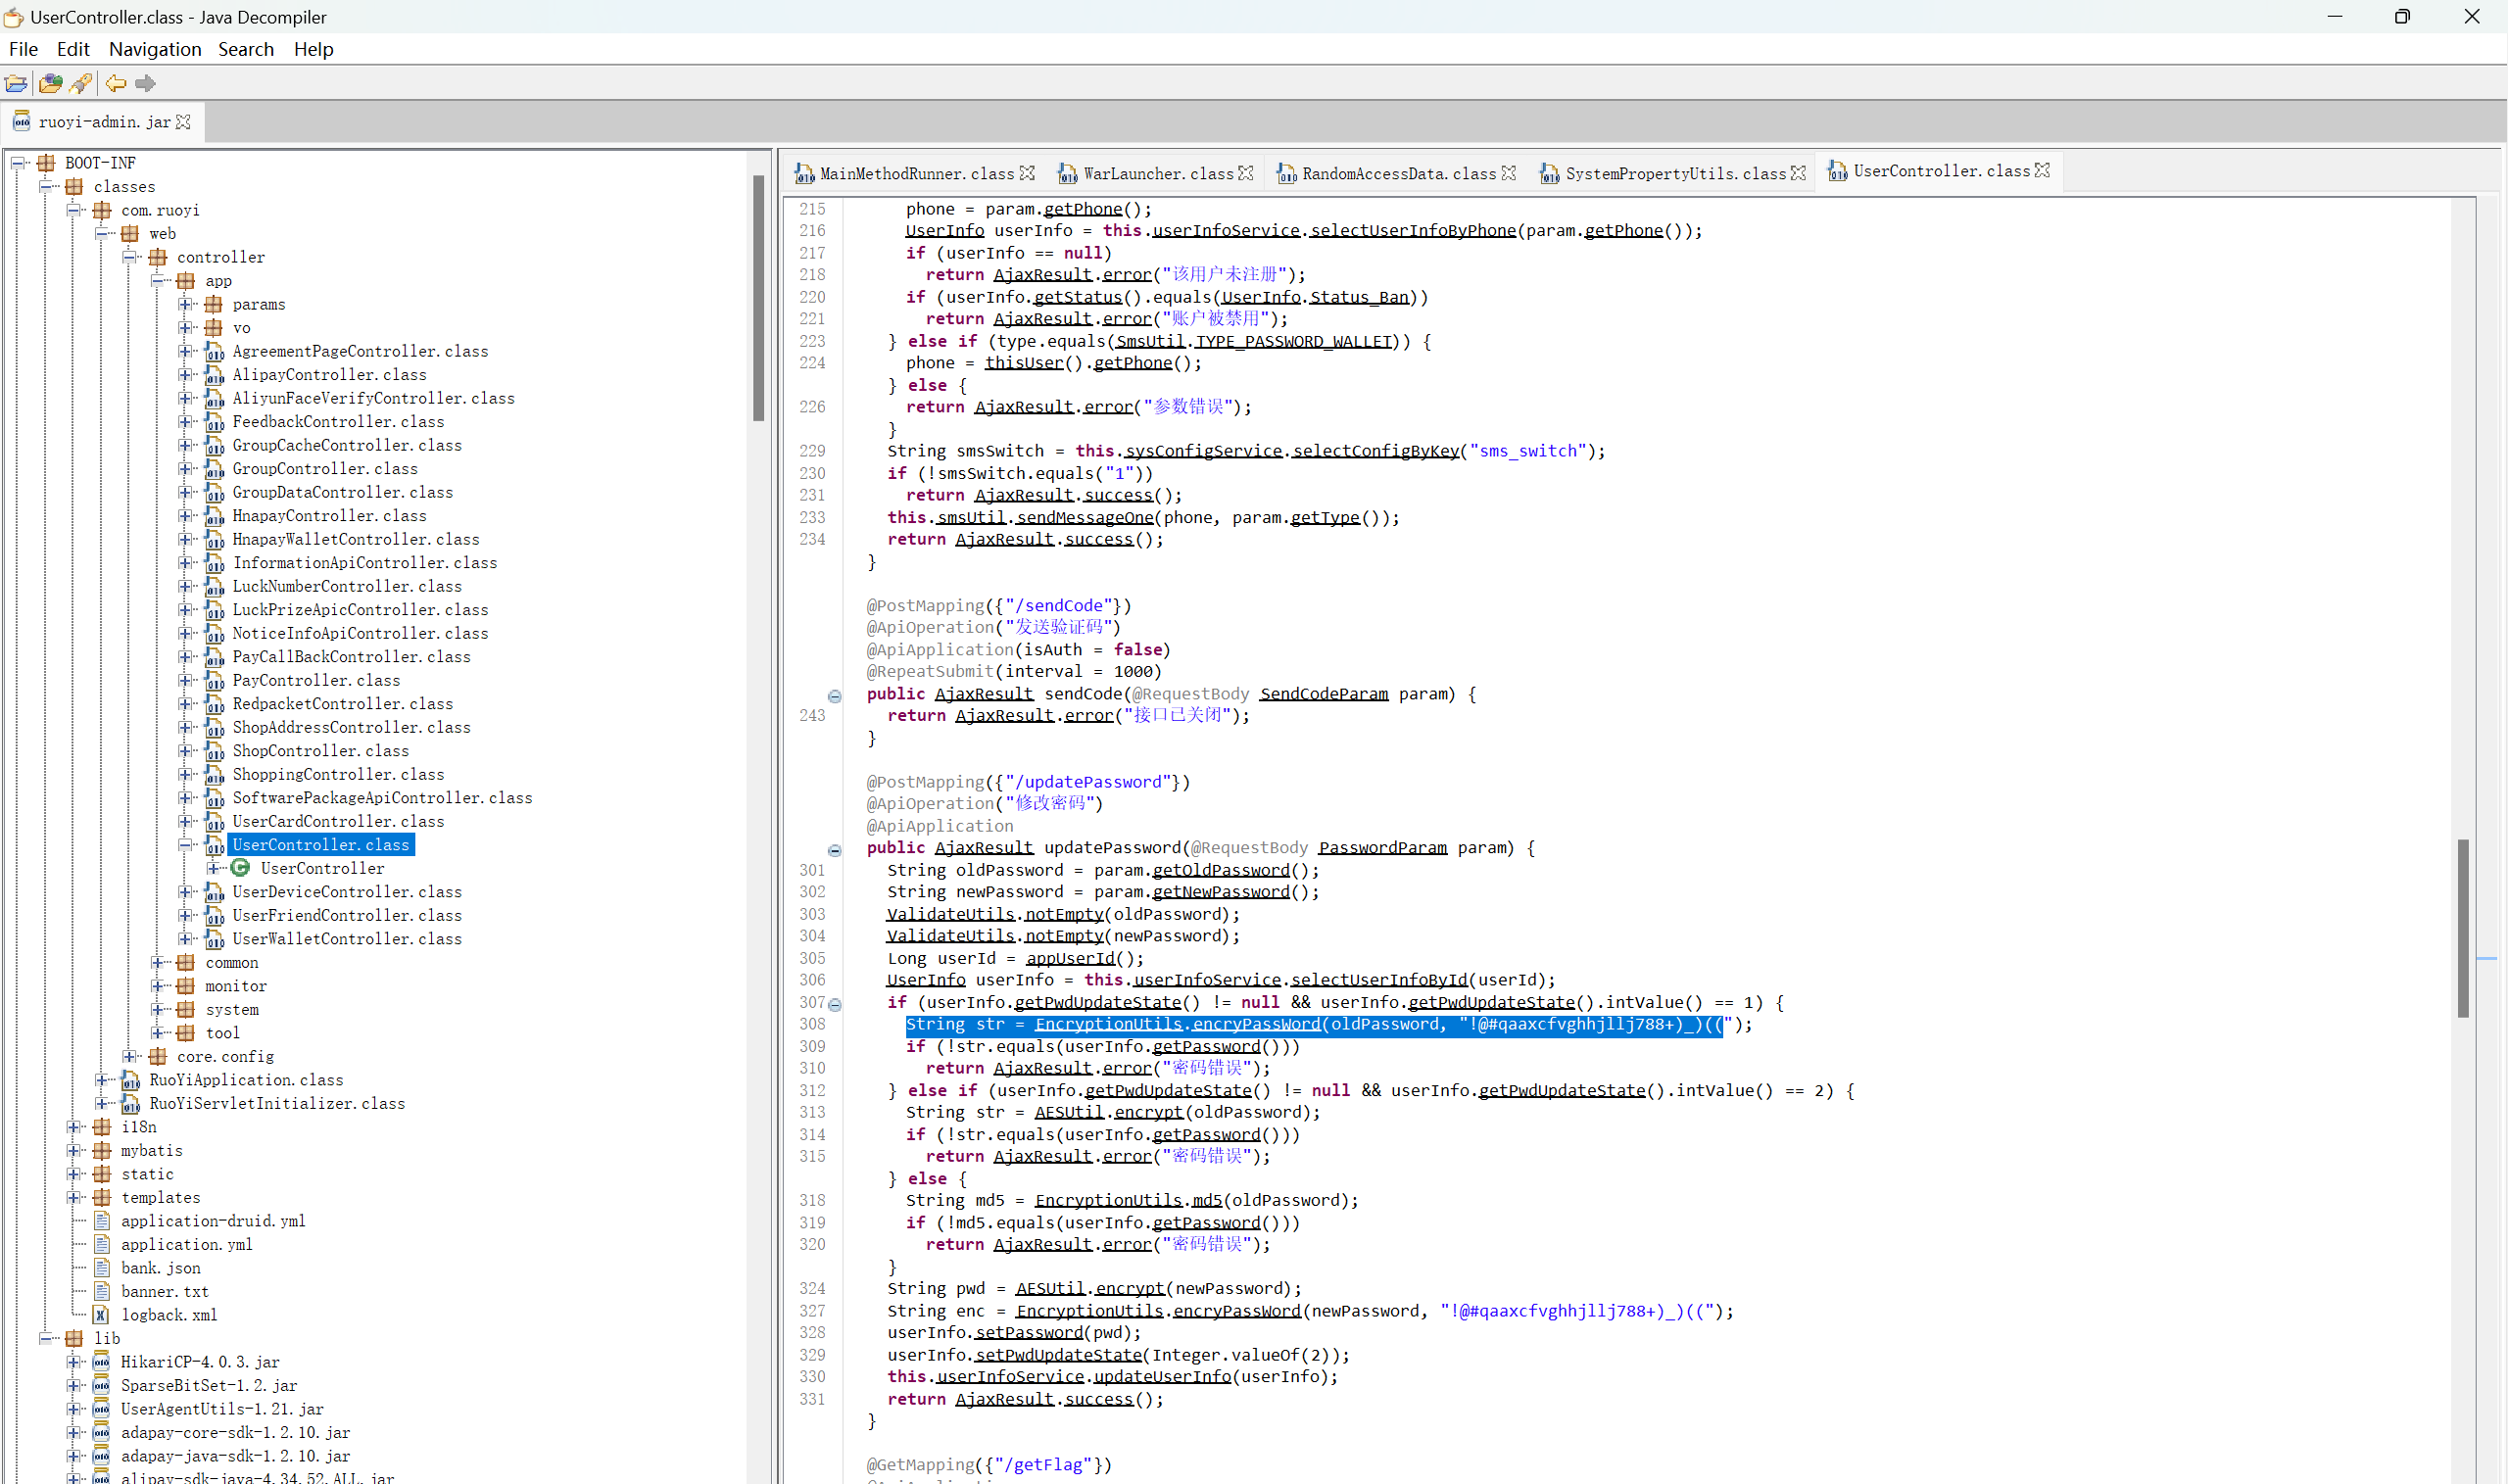 UserController.class - Java Decompiler
File Edit Navigation Search Help
ruoyi-admin.jar
BOOT-INF
classes
com.ruoyi
web
controller
app
params
vo
AgreementPageController.class
AlipayController.class
AliyunFaceVerifyController.class
FeedbackController.class
GroupCacheController.class
GroupController.class
GroupDataController.class
HnapayController.class
HnapayWalletController.class
InformationApiController.class
LuckNumberController.class
LuckPrizeApicController.class
NoticeInfoApiController.class
PayCallBackController.class
PayController.class
RedpacketController.class
ShopAddressController.class
ShopController.class
ShoppingController.class
SoftwarePackageApiController.class
UserCardController.class
UserController.class
UserController
UserDeviceController.class
UserFriendController.class
UserWalletController.class
common
monitor
system
tool
core.config
RuoYiApplication.class
RuoYiServletInitializer.class
i18n
mybatis
static
templates
application-druid.yml
application.yml
bank.json
banner.txt
logback.xml
lib
HikariCP-4.0.3.jar
SparseBitSet-1.2.jar
UserAgentUtils-1.21.jar
adapay-core-sdk-1.2.10.jar
adapay-java-sdk-1.2.10.jar
alipay-sdk-java-4.34.52.ALL.jar
MainMethodRunner.class WarLauncher.class RandomAccessData.class SystemPropertyUtils.class UserController.class
215 phone = param.getPhone();
216 UserInfo userInfo = this.userInfoService.selectUserInfoByPhone(param.getPhone());
217 if (userInfo == null)
218 return AjaxResult.error("该用户未注册");
220 if (userInfo.getStatus().equals(UserInfo.Status_Ban))
221 return AjaxResult.error("账户被禁用");
223 } else if (type.equals(SmsUtil.TYPE_PASSWORD_WALLET)) {
224 phone = thisUser().getPhone();
} else {
226 return AjaxResult.error("参数错误");
}
229 String smsSwitch = this.sysConfigService.selectConfigByKey("sms_switch");
230 if (!smsSwitch.equals("1"))
231 return AjaxResult.success();
233 this.smsUtil.sendMessageOne(phone, param.getType());
234 return AjaxResult.success();
}
@PostMapping({"/sendCode"})
@ApiOperation("发送验证码")
@ApiApplication(isAuth = false)
@RepeatSubmit(interval = 1000)
public AjaxResult sendCode(@RequestBody SendCodeParam param) {
243 return AjaxResult.error("接口已关闭");
}
@PostMapping({"/updatePassword"})
@ApiOperation("修改密码")
@ApiApplication
public AjaxResult updatePassword(@RequestBody PasswordParam param) {
301 String oldPassword = param.getOldPassword();
302 String newPassword = param.getNewPassword();
303 ValidateUtils.notEmpty(oldPassword);
304 ValidateUtils.notEmpty(newPassword);
305 Long userId = appUserId();
306 UserInfo userInfo = this.userInfoService.selectUserInfoById(userId);
307 if (userInfo.getPwdUpdateState() != null && userInfo.getPwdUpdateState().intValue() == 1) {
308 String str = EncryptionUtils.encryPassWord(oldPassword, "!@#qaaxcfvghhjllj788+)_)((");
309 if (!str.equals(userInfo.getPassword()))
310 return AjaxResult.error("密码错误");
312 } else if (userInfo.getPwdUpdateState() != null && userInfo.getPwdUpdateState().intValue() == 2) {
313 String str = AESUtil.encrypt(oldPassword);
314 if (!str.equals(userInfo.getPassword()))
315 return AjaxResult.error("密码错误");
} else {
318 String md5 = EncryptionUtils.md5(oldPassword);
319 if (!md5.equals(userInfo.getPassword()))
320 return AjaxResult.error("密码错误");
}
324 String pwd = AESUtil.encrypt(newPassword);
327 String enc = EncryptionUtils.encryPassWord(newPassword, "!@#qaaxcfvghhjllj788+)_)((");
328 userInfo.setPassword(pwd);
329 userInfo.setPwdUpdateState(Integer.valueOf(2));
330 this.userInfoService.updateUserInfo(userInfo);
331 return AjaxResult.success();
}
@GetMapping({"/getFlag"})